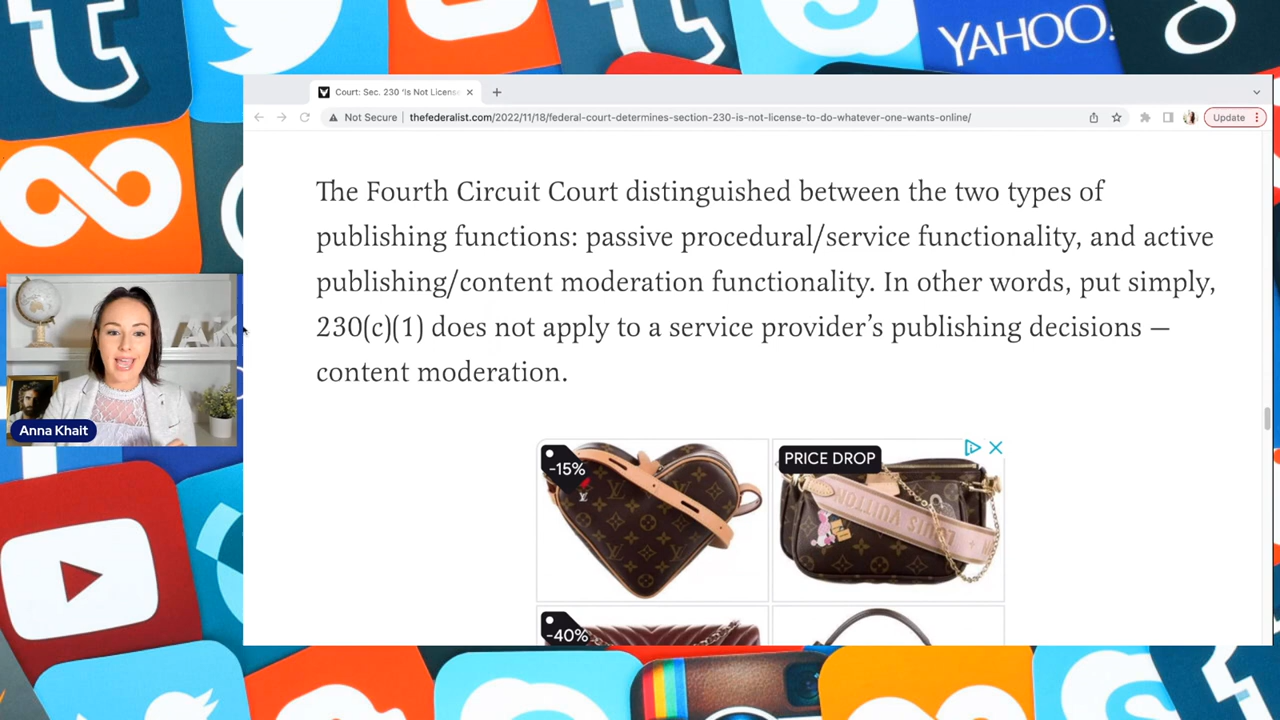 YAHOO!
Court: Sec. 230 'Is Not License
Not Secure
thefederalist.com/2022/11/18/federal-court-determines-section-230-is-not-license-to-do-whatever-one-wants-online/
Update
The Fourth Circuit Court distinguished between the two types of
publishing functions: passive procedural/service functionality, and active
publishing/content moderation functionality. In other words, put simply,
230(c)(1) does not apply to a service provider's publishing decisions —
content moderation.
AK
Anna Khait
-15%
PRICE DROP
LOUIS VUITTON
-40%